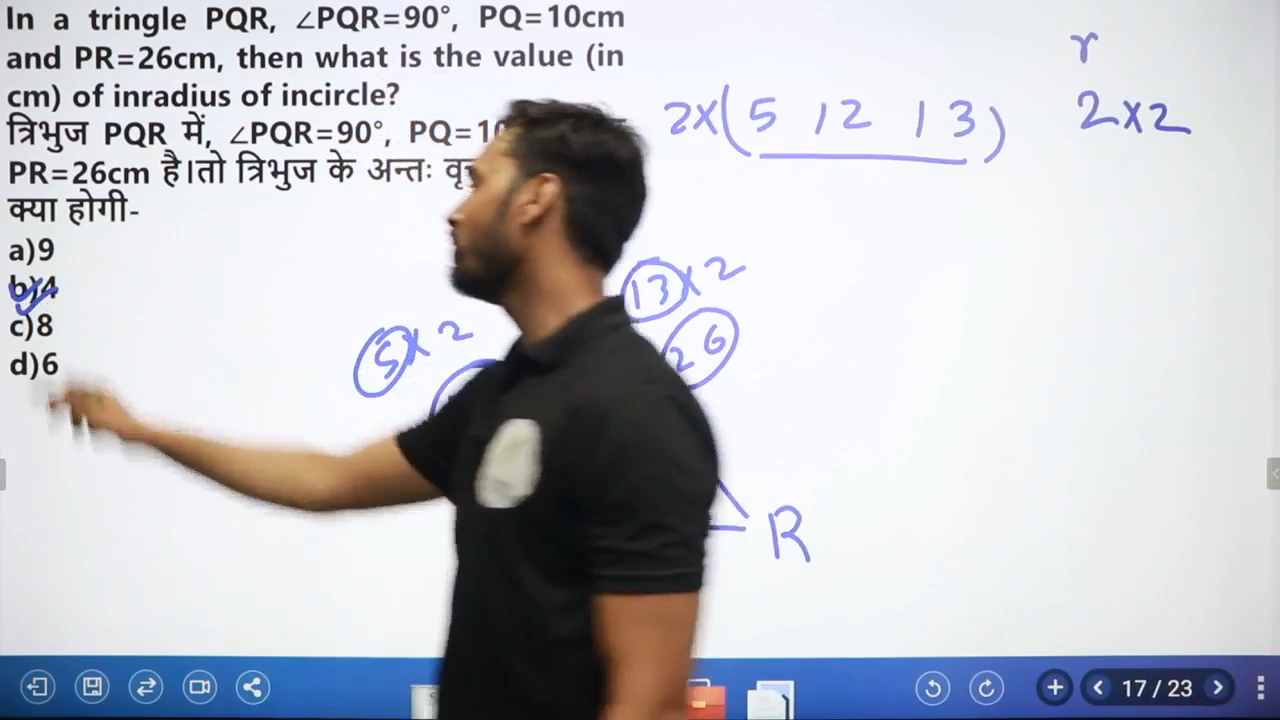 In a tringle PQR, ∠PQR=90°, PQ=10cm
and PR=26cm, then what is the value (in
cm) of inradius of incircle?
त्रिभुज PQR में, ∠PQR=90°, PQ=10
PR=26cm है।तो त्रिभुज के अन्तः
क्या होगी-
a)9
b)4
c)8
d)6
r
2x(5 12 13) 2x2
13x2
5x2
26
R
17 / 23